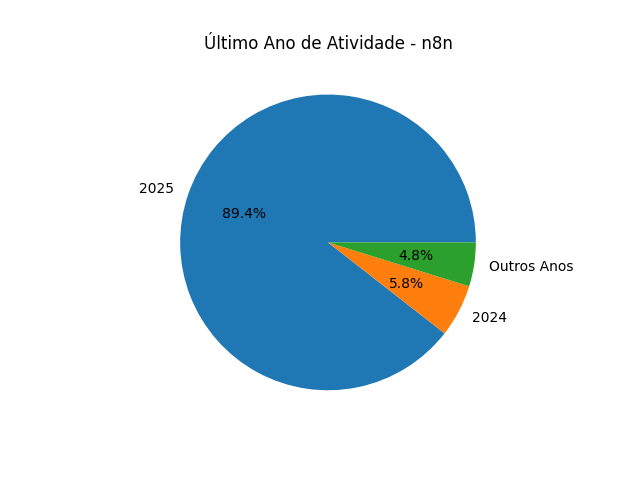 Último Ano de Atividade - n8n
2025
89.4%
4.8%
Outros Anos
5.8%
2024